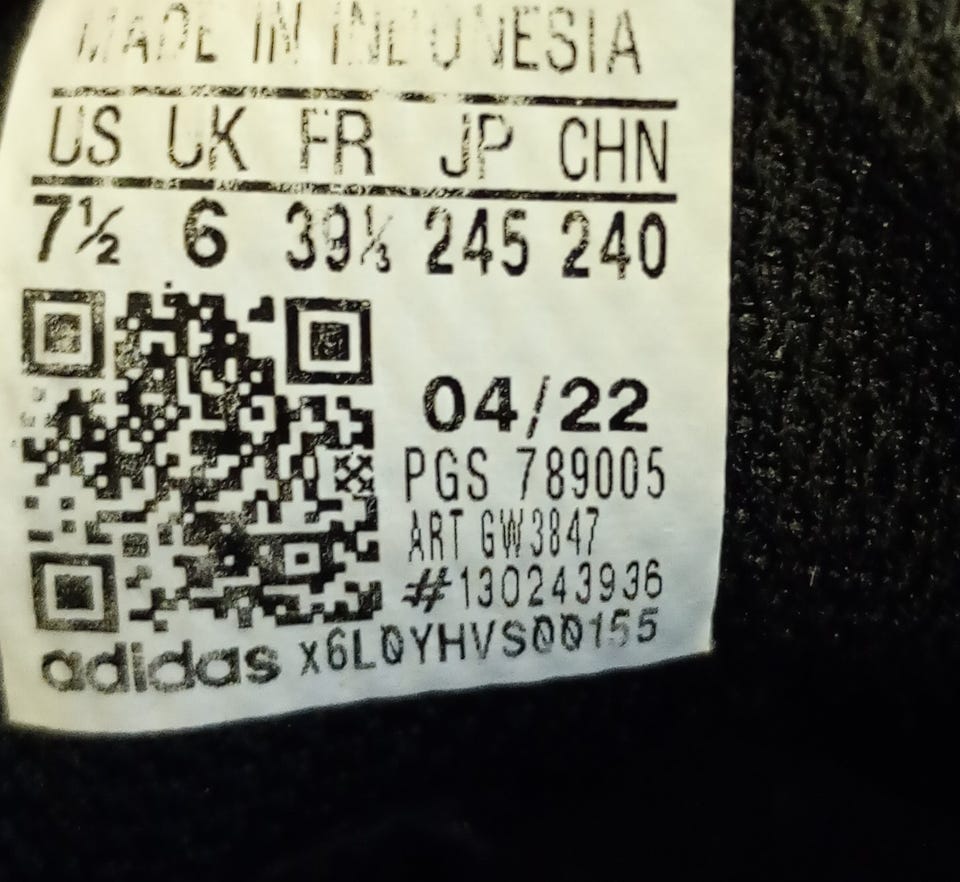 MADE IN INDONESIA
US UK FR JP CHN
7½ 6 39⅓ 245 240
04/22
PGS 789005
ART GW3847
#130243936
adidas x6L0YHVS00155